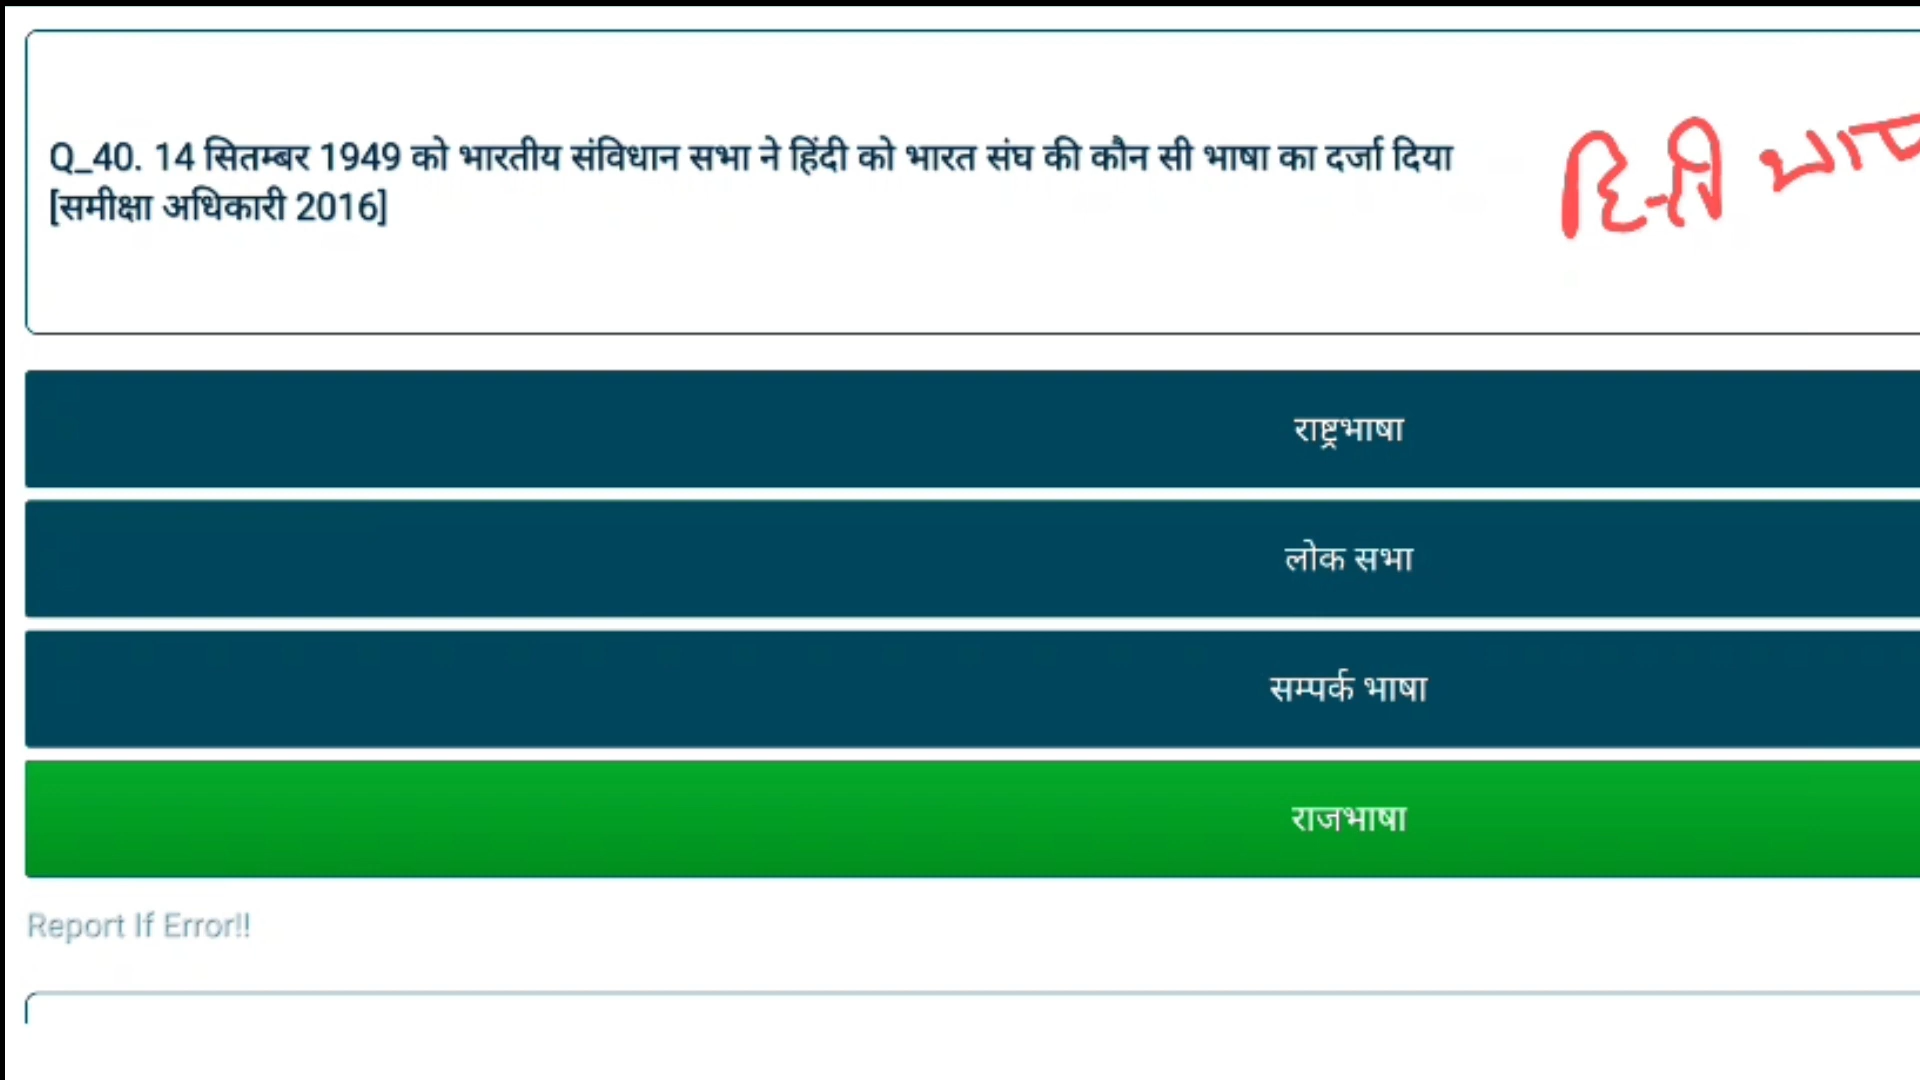 Q_40. 14 सितम्बर 1949 को भारतीय संविधान सभा ने हिंदी को भारत संघ की कौन सी भाषा का दर्जा दिया
[समीक्षा अधिकारी 2016]
हिन्दी
राष्ट्रभाषा
लोक सभा
सम्पर्क भाषा
राजभाषा
Report If Error!!